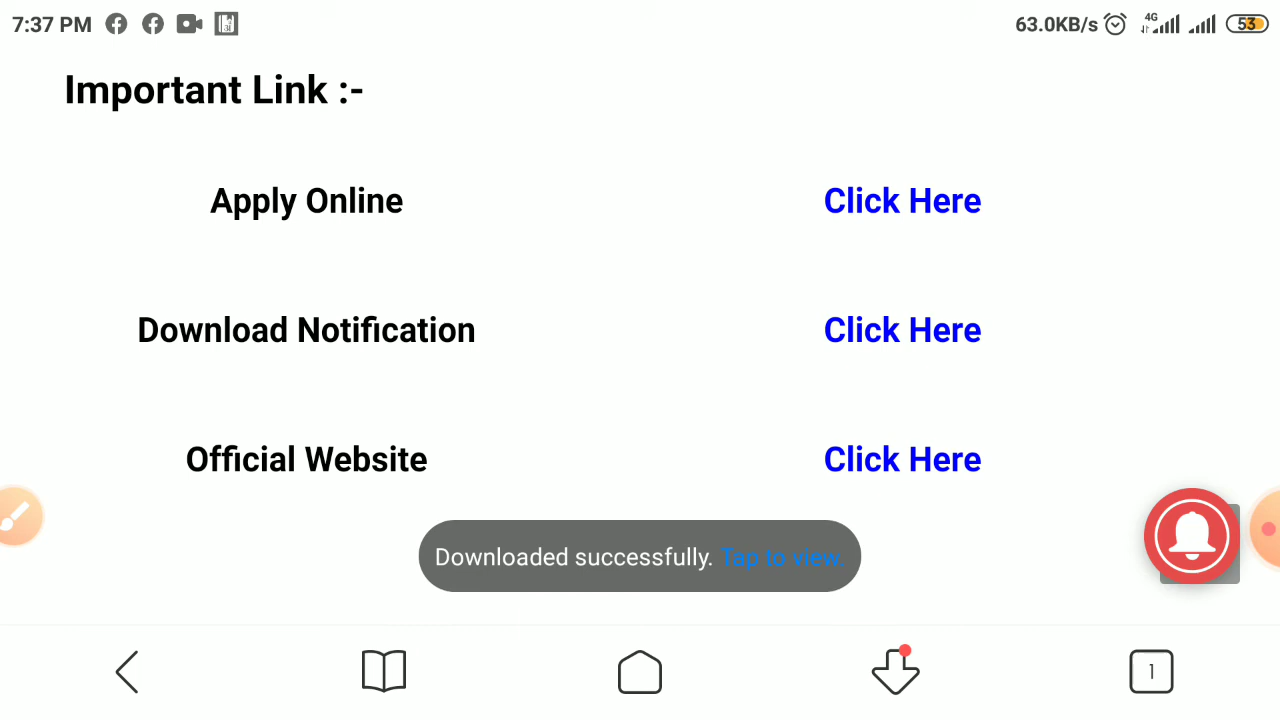 7:37 PM 63.0KB/s 4G 53
Important Link :-
Apply Online Click Here
Download Notification Click Here
Official Website Click Here
Downloaded successfully. Tap to view.
1